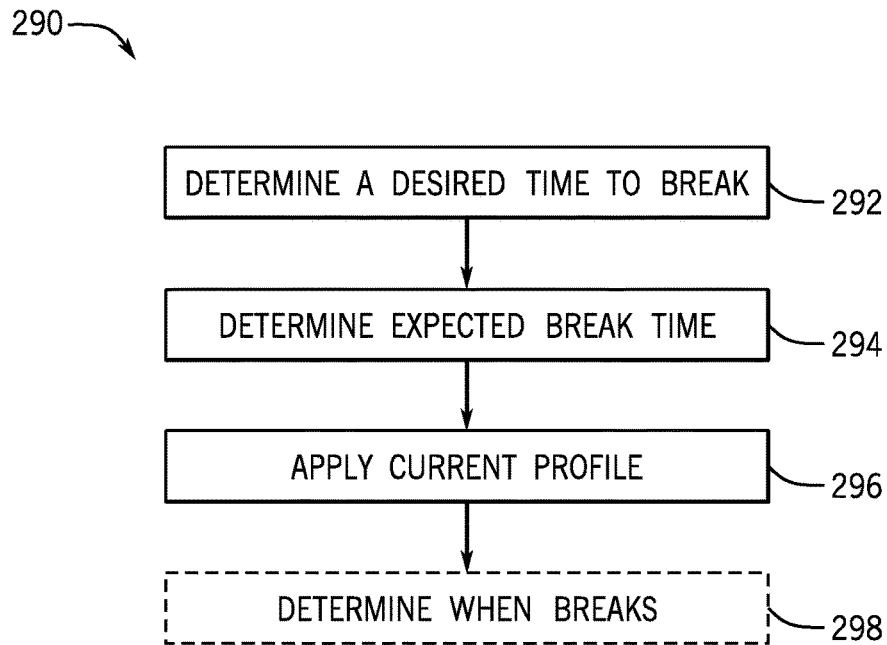 290
DETERMINE A DESIRED TIME TO BREAK
292
DETERMINE EXPECTED BREAK TIME
294
APPLY CURRENT PROFILE
296
DETERMINE WHEN BREAKS
298